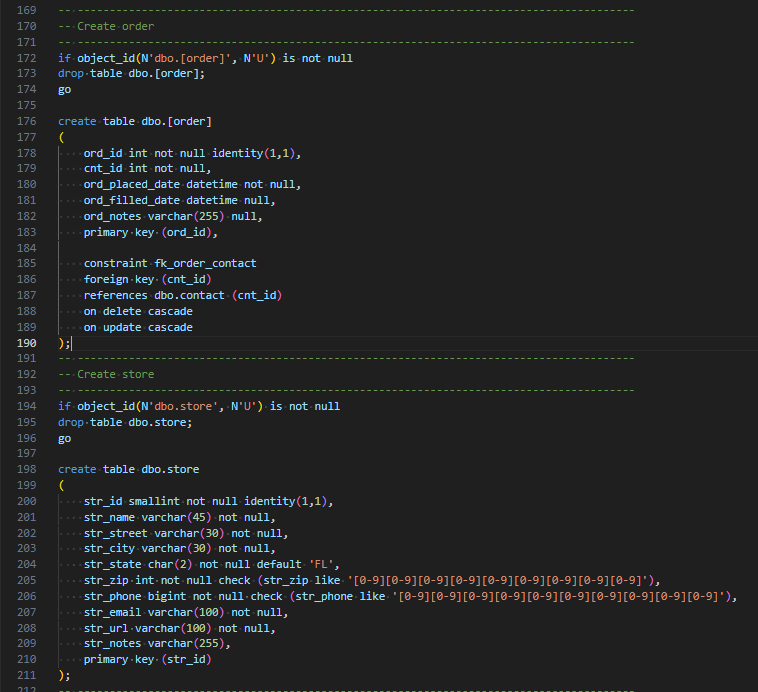 169 -- ---------------------------------------------------------------------------------------
170 -- Create order
171 -- ---------------------------------------------------------------------------------------
172 if object_id(N'dbo.[order]', N'U') is not null
173 drop table dbo.[order];
174 go
175
176 create table dbo.[order]
177 (
178     ord_id int not null identity(1,1),
179     cnt_id int not null,
180     ord_placed_date datetime not null,
181     ord_filled_date datetime null,
182     ord_notes varchar(255) null,
183     primary key (ord_id),
184
185     constraint fk_order_contact
186     foreign key (cnt_id)
187     references dbo.contact (cnt_id)
188     on delete cascade
189     on update cascade
190 );
191 -- ---------------------------------------------------------------------------------------
192 -- Create store
193 -- ---------------------------------------------------------------------------------------
194 if object_id(N'dbo.store', N'U') is not null
195 drop table dbo.store;
196 go
197
198 create table dbo.store
199 (
200     str_id smallint not null identity(1,1),
201     str_name varchar(45) not null,
202     str_street varchar(30) not null,
203     str_city varchar(30) not null,
204     str_state char(2) not null default 'FL',
205     str_zip int not null check (str_zip like '[0-9][0-9][0-9][0-9][0-9][0-9][0-9][0-9][0-9]'),
206     str_phone bigint not null check (str_phone like '[0-9][0-9][0-9][0-9][0-9][0-9][0-9][0-9][0-9][0-9]'),
207     str_email varchar(100) not null,
208     str_url varchar(100) not null,
209     str_notes varchar(255),
210     primary key (str_id)
211 );